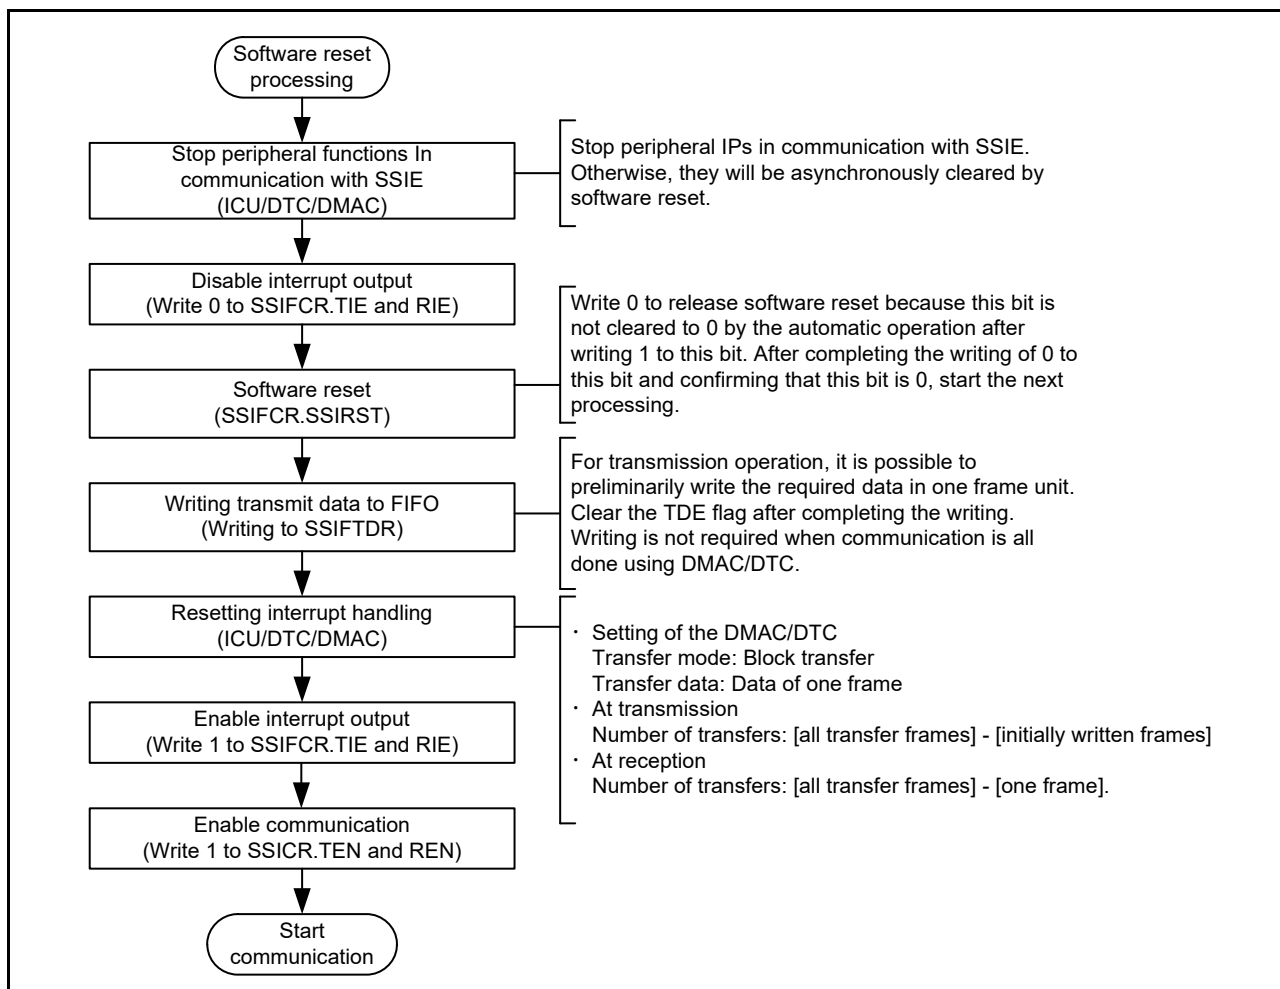 Software reset
processing
Stop peripheral functions In
communication with SSIE
(ICU/DTC/DMAC)
Stop peripheral IPs in communication with SSIE.
Otherwise, they will be asynchronously cleared by
software reset.
Disable interrupt output
(Write 0 to SSIFCR.TIE and RIE)
Software reset
(SSIFCR.SSIRST)
Write 0 to release software reset because this bit is
not cleared to 0 by the automatic operation after
writing 1 to this bit. After completing the writing of 0 to
this bit and confirming that this bit is 0, start the next
processing.
Writing transmit data to FIFO
(Writing to SSIFTDR)
For transmission operation, it is possible to
preliminarily write the required data in one frame unit.
Clear the TDE flag after completing the writing.
Writing is not required when communication is all
done using DMAC/DTC.
Resetting interrupt handling
(ICU/DTC/DMAC)
・ Setting of the DMAC/DTC
Transfer mode: Block transfer
Transfer data: Data of one frame
・ At transmission
Number of transfers: [all transfer frames] - [initially written frames]
・ At reception
Number of transfers: [all transfer frames] - [one frame].
Enable interrupt output
(Write 1 to SSIFCR.TIE and RIE)
Enable communication
(Write 1 to SSICR.TEN and REN)
Start
communication